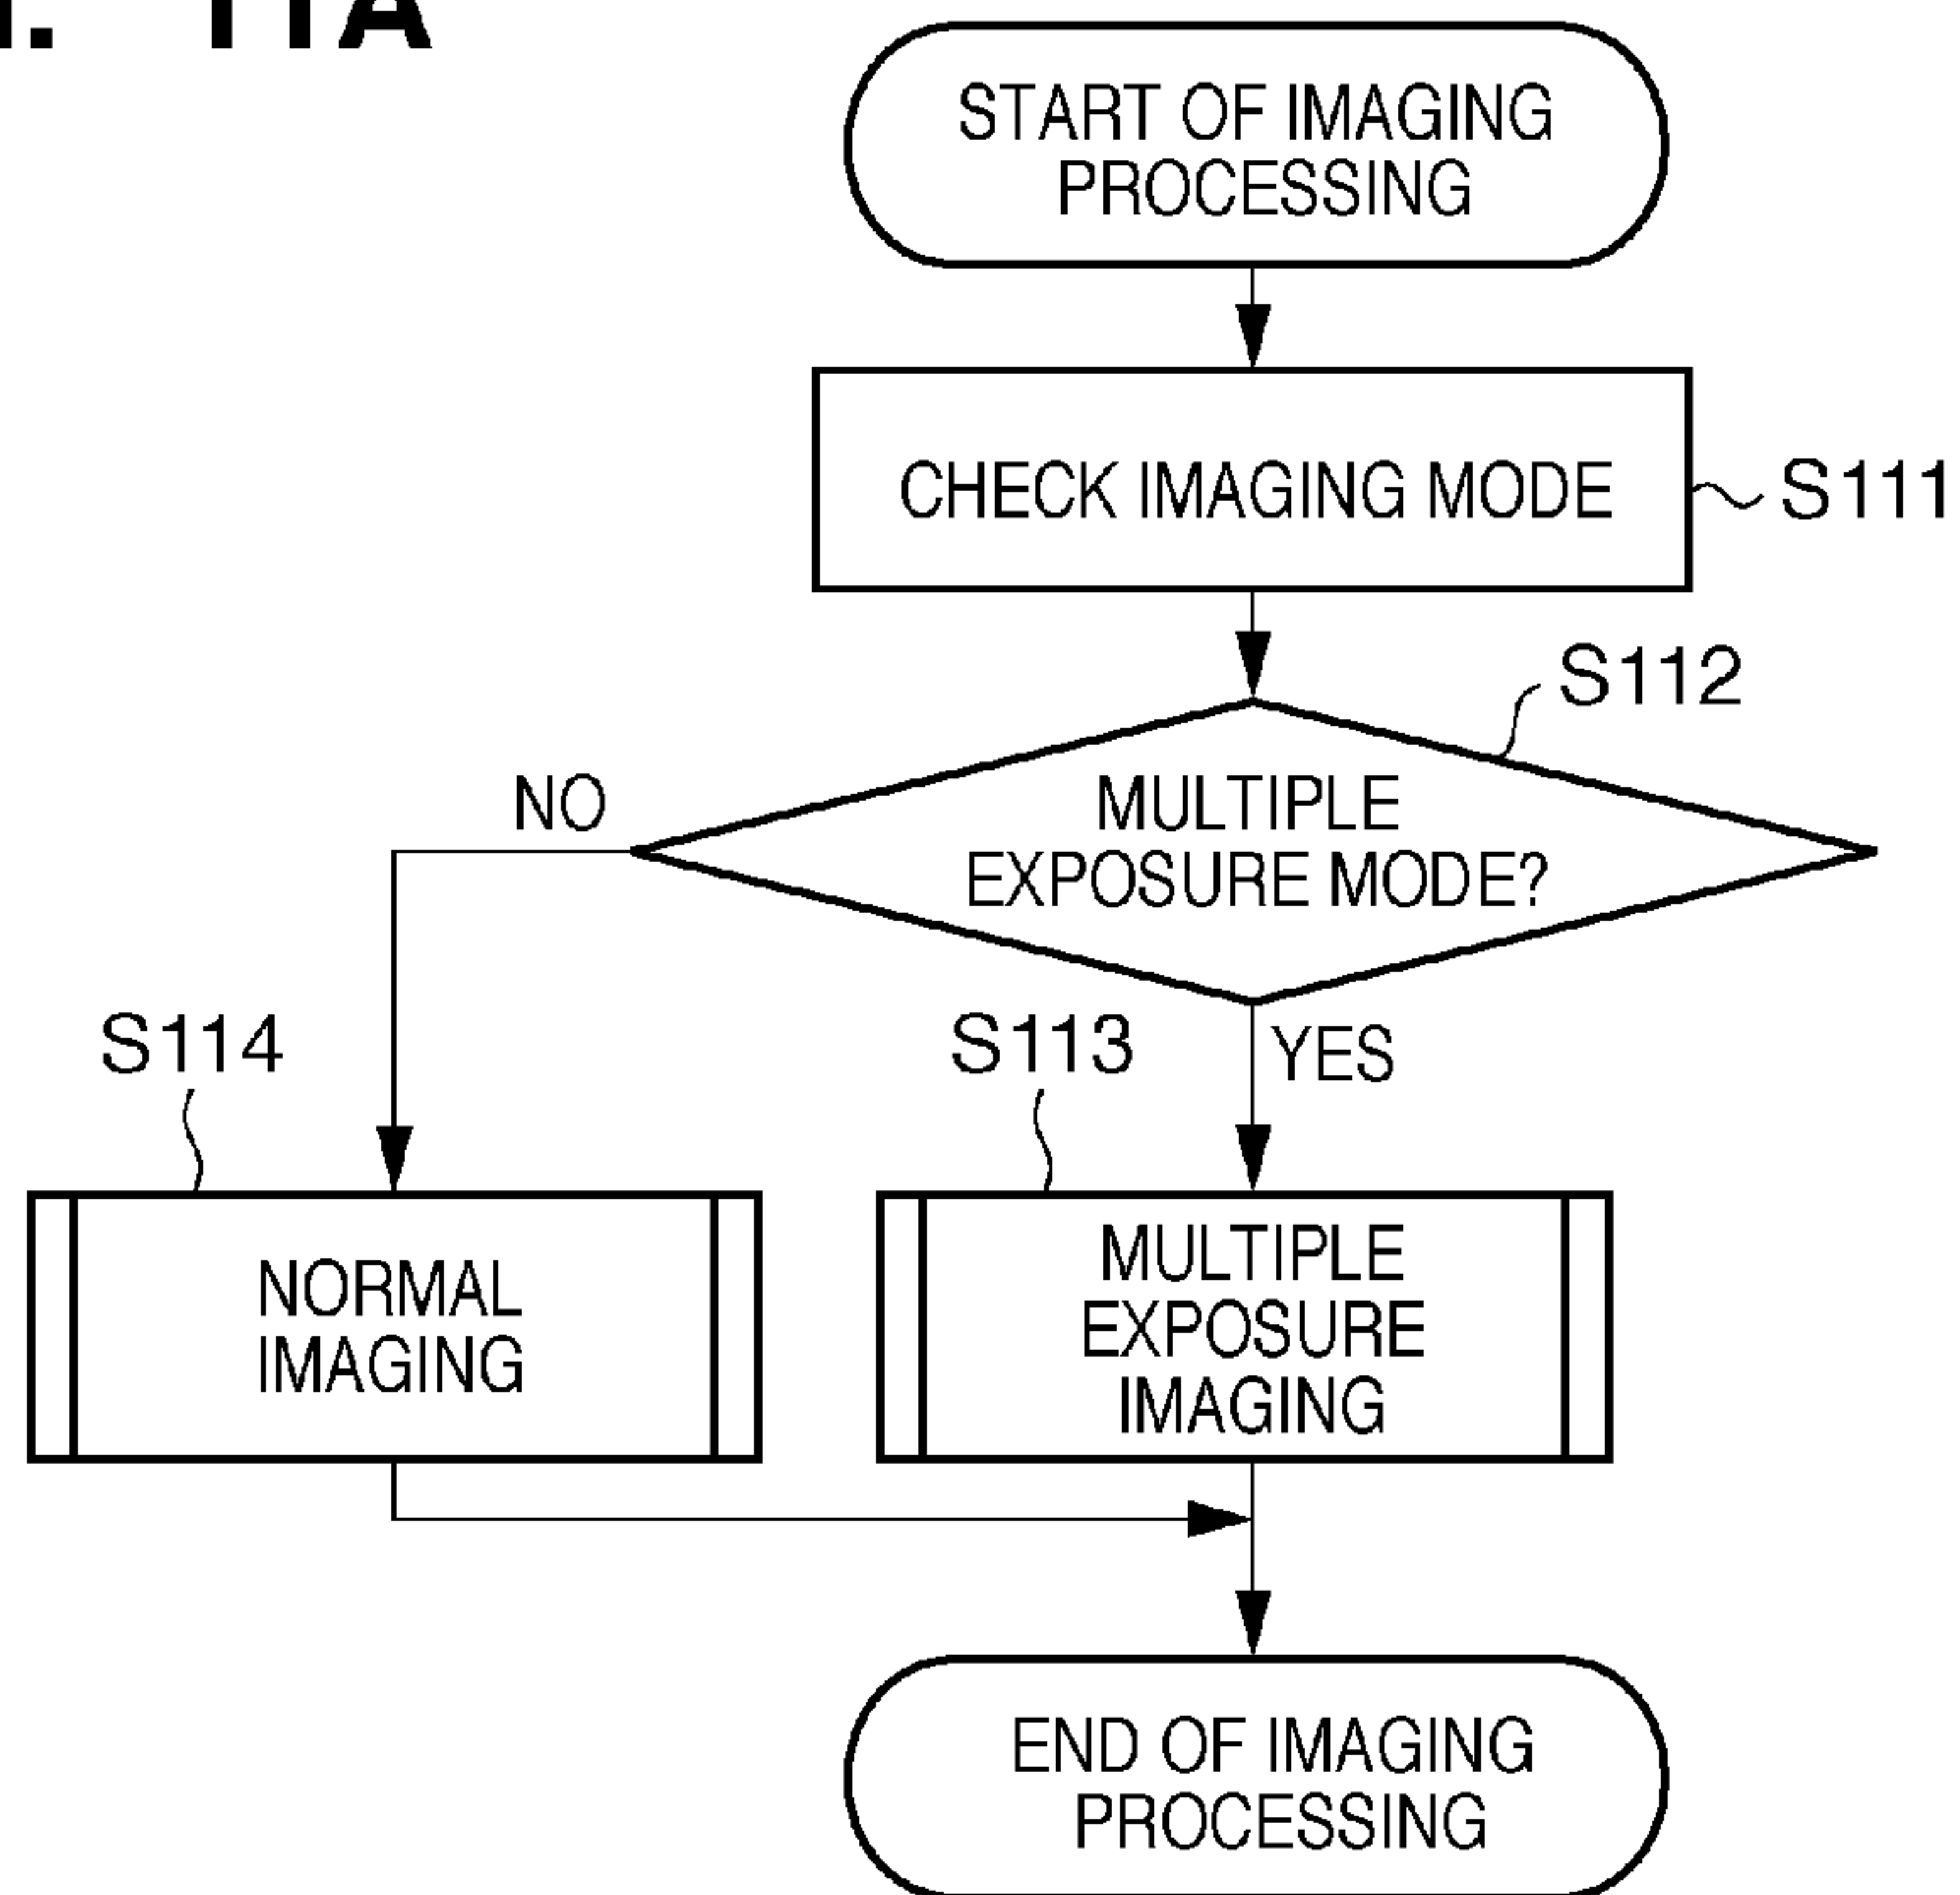 11A
START OF IMAGING
PROCESSING
CHECK IMAGING MODE
S111
S112
NO
MULTIPLE
EXPOSURE MODE?
S114
S113
YES
NORMAL
IMAGING
MULTIPLE
EXPOSURE
IMAGING
END OF IMAGING
PROCESSING